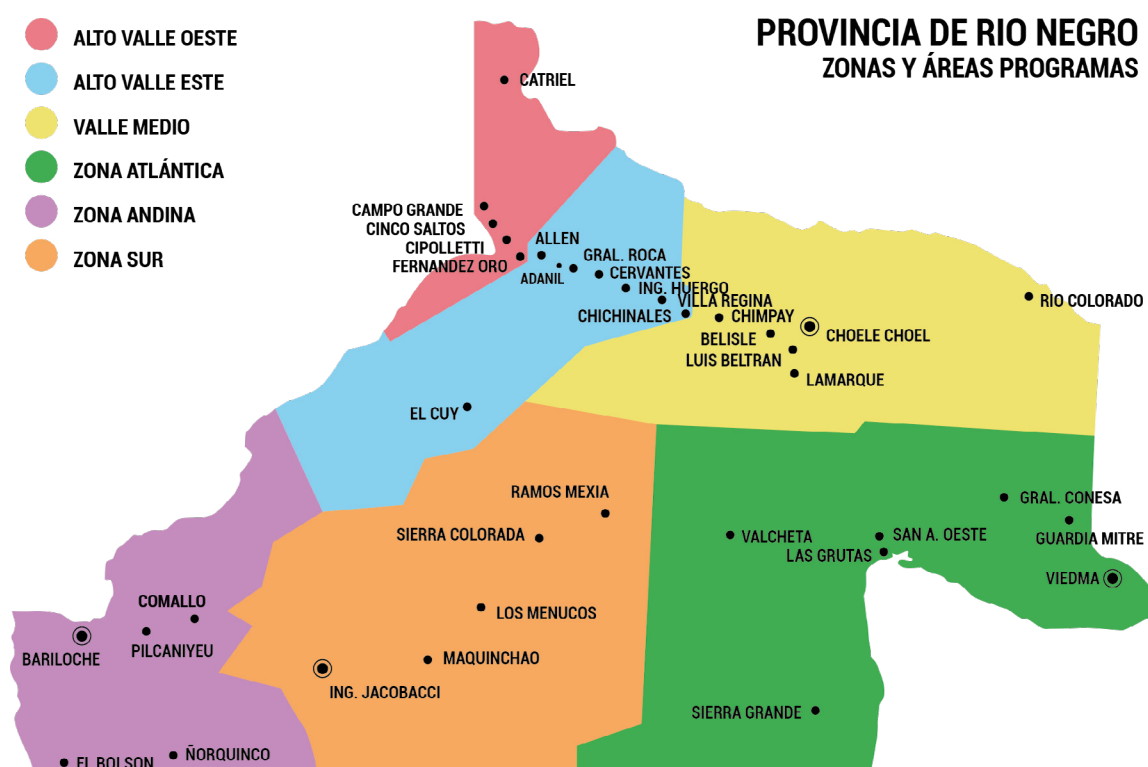 PROVINCIA DE RIO NEGRO
ZONAS Y ÁREAS PROGRAMAS
ALTO VALLE OESTE
ALTO VALLE ESTE
VALLE MEDIO
ZONA ATLÁNTICA
ZONA ANDINA
ZONA SUR
CATRIEL
CAMPO GRANDE
CINCO SALTOS
CIPOLLETTI
FERNANDEZ ORO
ALLEN
ADANIL
GRAL. ROCA
CERVANTES
ING. HUERGO
VILLA REGINA
CHICHINALES
CHIMPAY
BELISLE
CHOELE CHOEL
LUIS BELTRAN
LAMARQUE
RIO COLORADO
EL CUY
RAMOS MEXIA
SIERRA COLORADA
VALCHETA
SAN A. OESTE
LAS GRUTAS
GRAL. CONESA
GUARDIA MITRE
VIEDMA
COMALLO
PILCANIYEU
BARILOCHE
LOS MENUCOS
MAQUINCHAO
ING. JACOBACCI
SIERRA GRANDE
ÑORQUINCO
EL BOLSON